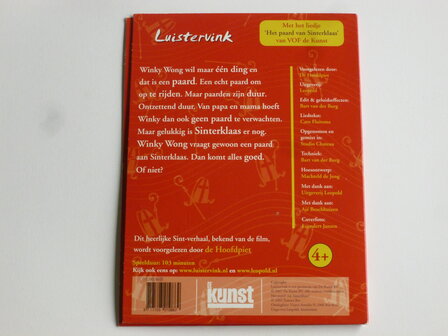 Luistervink
Met het liedje
'Het paard van Sinterklaas'
van VOF de Kunst
Winky Wong wil maar één ding en
dat is een paard. Een echt paard om
op te rijden. Maar paarden zijn duur.
Ontzettend duur. Van papa en mama hoeft
Winky dan ook geen paard te verwachten.
Maar gelukkig is Sinterklaas er nog.
Winky Wong vraagt gewoon een paard
aan Sinterklaas. Dan komt alles goed.
Of niet?
Voorgelezen door:
De Hoofdpiet
Uitgeverij:
Leopold
Edit & geluidseffecten:
Bart van der Burg
Liedtekst:
Opgenomen en
gemixt in:
Studio
Techniek:
Bart van der Burg
Hoesontwerp:
Machteld de Jong
Met dank aan:
Uitgeverij Leopold
Met dank aan:
Coverfoto:
Jansen
4+
Dit heerlijke Sint-verhaal, bekend van de film,
wordt voorgelezen door de Hoofdpiet
Speelduur: 103 minuten
Kijk ook eens op: www.luistervink.nl en www.leopold.nl
kunst